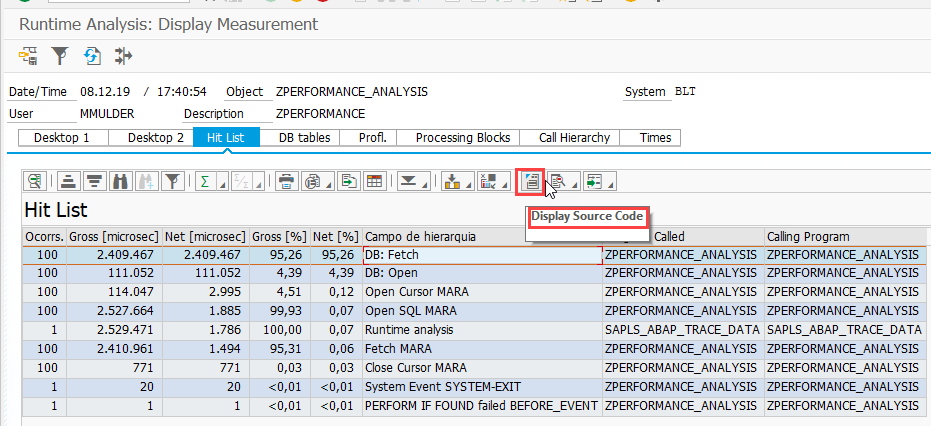 Runtime Analysis: Display Measurement
Date/Time 08.12.19 / 17:40:54 Object ZPERFORMANCE_ANALYSIS System BLT
User MMULDER Description ZPERFORMANCE
Desktop 1 Desktop 2 Hit List DB tables Profl. Processing Blocks Call Hierarchy Times
Hit List
Display Source Code
Ocorrs. Gross [microsec] Net [microsec] Gross [%] Net [%] Campo de hierarquia Called Calling Program
100 2.409.467 2.409.467 95,26 95,26 DB: Fetch ZPERFORMANCE_ANALYSIS ZPERFORMANCE_ANALYSIS
100 111.052 111.052 4,39 4,39 DB: Open ZPERFORMANCE_ANALYSIS ZPERFORMANCE_ANALYSIS
100 114.047 2.995 4,51 0,12 Open Cursor MARA ZPERFORMANCE_ANALYSIS ZPERFORMANCE_ANALYSIS
100 2.527.664 1.885 99,93 0,07 Open SQL MARA ZPERFORMANCE_ANALYSIS ZPERFORMANCE_ANALYSIS
1 2.529.471 1.786 100,00 0,07 Runtime analysis SAPLS_ABAP_TRACE_DATA SAPLS_ABAP_TRACE_DATA
100 2.410.961 1.494 95,31 0,06 Fetch MARA ZPERFORMANCE_ANALYSIS ZPERFORMANCE_ANALYSIS
100 771 771 0,03 0,03 Close Cursor MARA ZPERFORMANCE_ANALYSIS ZPERFORMANCE_ANALYSIS
1 20 20 <0,01 <0,01 System Event SYSTEM-EXIT ZPERFORMANCE_ANALYSIS ZPERFORMANCE_ANALYSIS
1 1 1 <0,01 <0,01 PERFORM IF FOUND failed BEFORE_EVENT ZPERFORMANCE_ANALYSIS ZPERFORMANCE_ANALYSIS